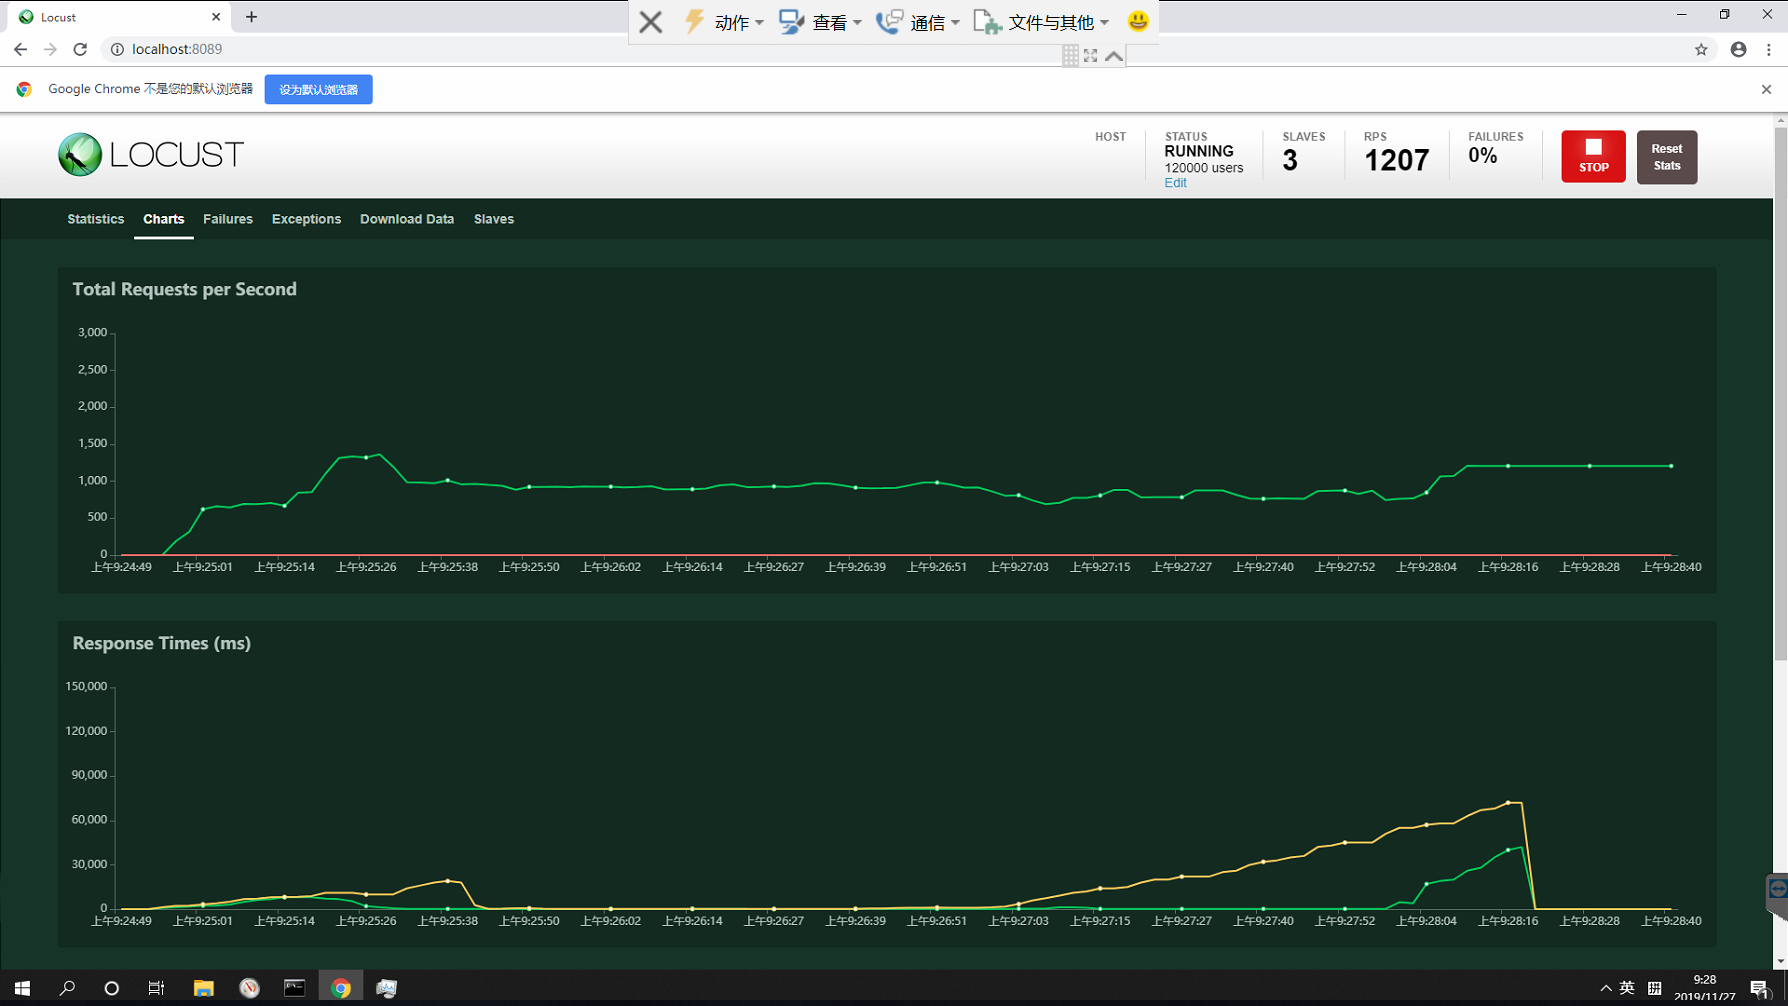 Locust
动作
查看
通信
文件与其他
localhost:8089
Google Chrome 不是您的默认浏览器
设为默认浏览器
LOCUST
HOST
STATUS
RUNNING
120000 users
Edit
SLAVES
3
RPS
1207
FAILURES
0%
STOP
Reset
Stats
Statistics Charts Failures Exceptions Download Data Slaves
Total Requests per Second
3,000
2,500
2,000
1,500
1,000
500
0
上午9:24:49 上午9:25:01 上午9:25:14 上午9:25:26 上午9:25:38 上午9:25:50 上午9:26:02 上午9:26:14 上午9:26:27 上午9:26:39 上午9:26:51 上午9:27:03 上午9:27:15 上午9:27:27 上午9:27:40 上午9:27:52 上午9:28:04 上午9:28:16 上午9:28:28 上午9:28:40
Response Times (ms)
150,000
120,000
90,000
60,000
30,000
0
上午9:24:49 上午9:25:01 上午9:25:14 上午9:25:26 上午9:25:38 上午9:25:50 上午9:26:02 上午9:26:14 上午9:26:27 上午9:26:39 上午9:26:51 上午9:27:03 上午9:27:15 上午9:27:27 上午9:27:40 上午9:27:52 上午9:28:04 上午9:28:16 上午9:28:28 上午9:28:40
英
拼
9:28
2019/11/27
1